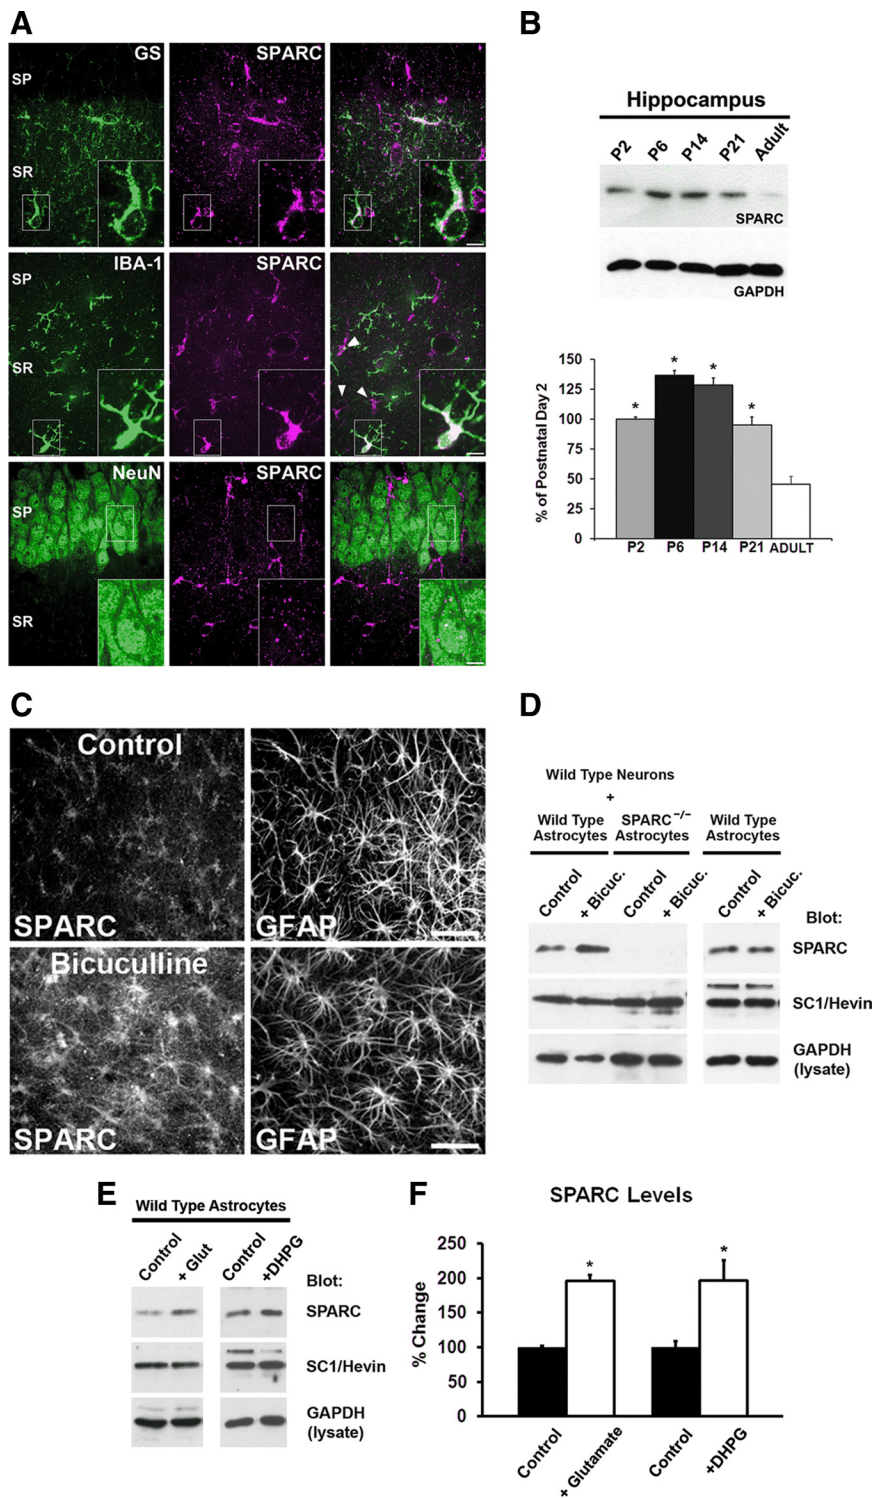 A
GS
SPARC
SP
SR
IBA-1
SPARC
SP
SR
NeuN
SPARC
SP
SR
B
Hippocampus
P2 P6 P14 P21 Adult
SPARC
GAPDH
% of Postnatal Day 2
150
125
100
75
50
25
0
* * * *
P2 P6 P14 P21 ADULT
C
Control
SPARC
GFAP
Bicuculline
SPARC
GFAP
D
Wild Type Neurons
+
Wild Type Astrocytes
SPARC−/− Astrocytes
Wild Type Astrocytes
Control + Bicuc. Control + Bicuc. Control + Bicuc.
Blot:
SPARC
SC1/Hevin
GAPDH
(lysate)
E
Wild Type Astrocytes
Control + Glut Control +DHPG
Blot:
SPARC
SC1/Hevin
GAPDH
(lysate)
F
SPARC Levels
% Change
250
200
150
100
50
0
* *
Control + Glutamate Control +DHPG